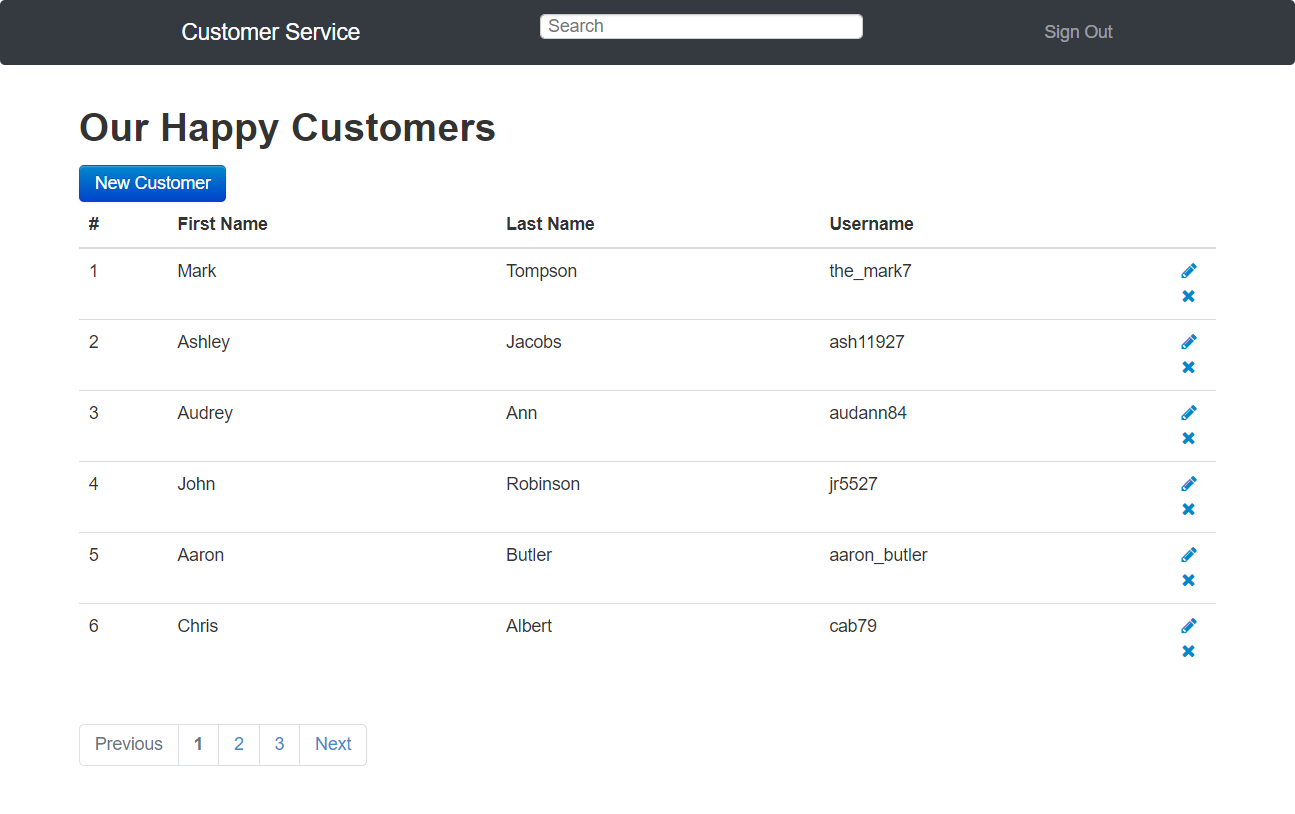 Customer Service Search Sign Out
Our Happy Customers
New Customer
# First Name Last Name Username
1 Mark Tompson the_mark7
2 Ashley Jacobs ash11927
3 Audrey Ann audann84
4 John Robinson jr5527
5 Aaron Butler aaron_butler
6 Chris Albert cab79
Previous 1 2 3 Next